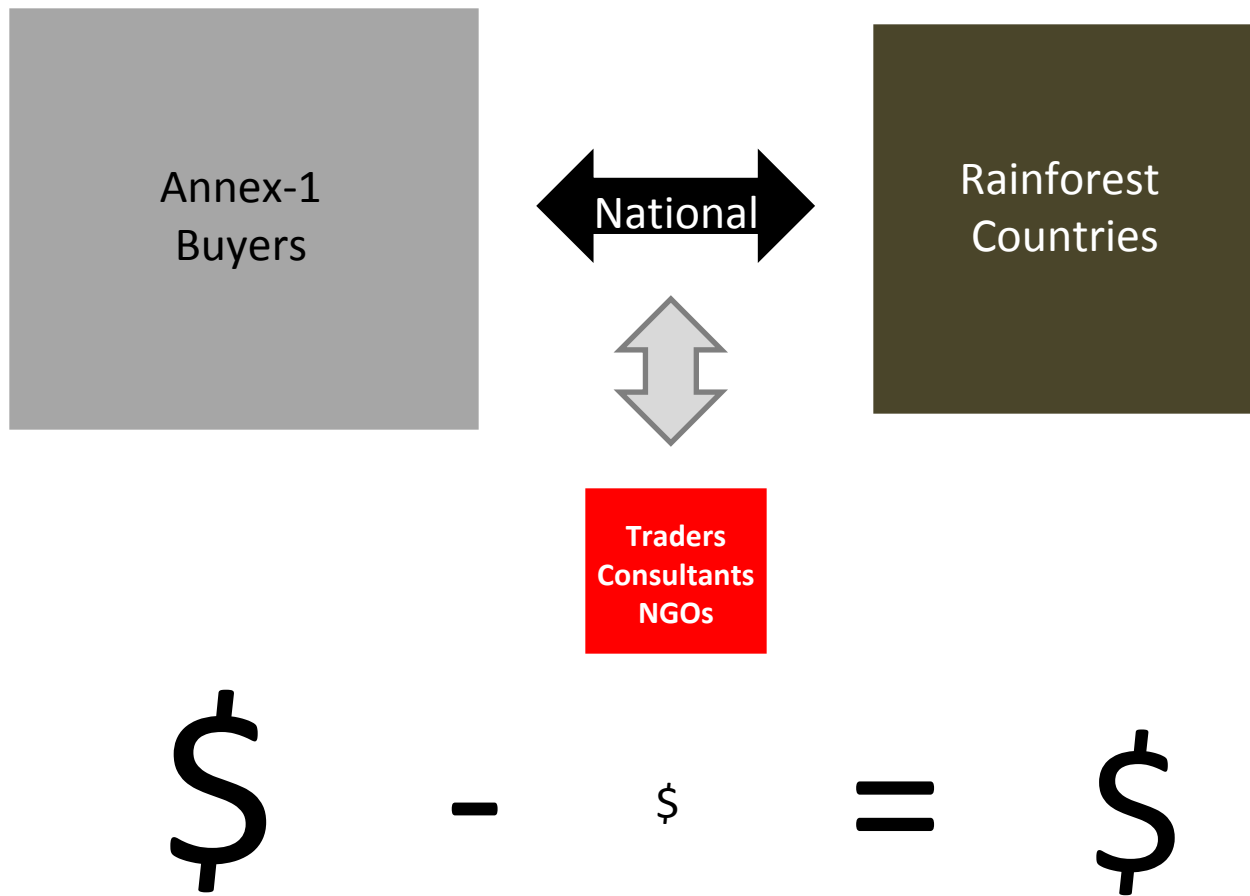 Annex-1
Buyers
National
Rainforest
Countries
Traders
Consultants
NGOs
$ - $ = $